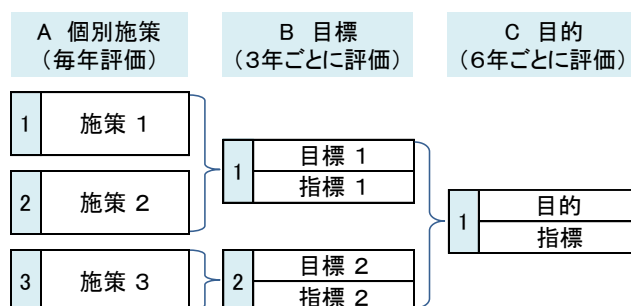 A 個別施策
(毎年評価)
B 目標
(3年ごとに評価)
C 目的
(6年ごとに評価)
1
施策 1
2
施策 2
3
施策 3
1
目標 1
指標 1
2
目標 2
指標 2
1
目的
指標